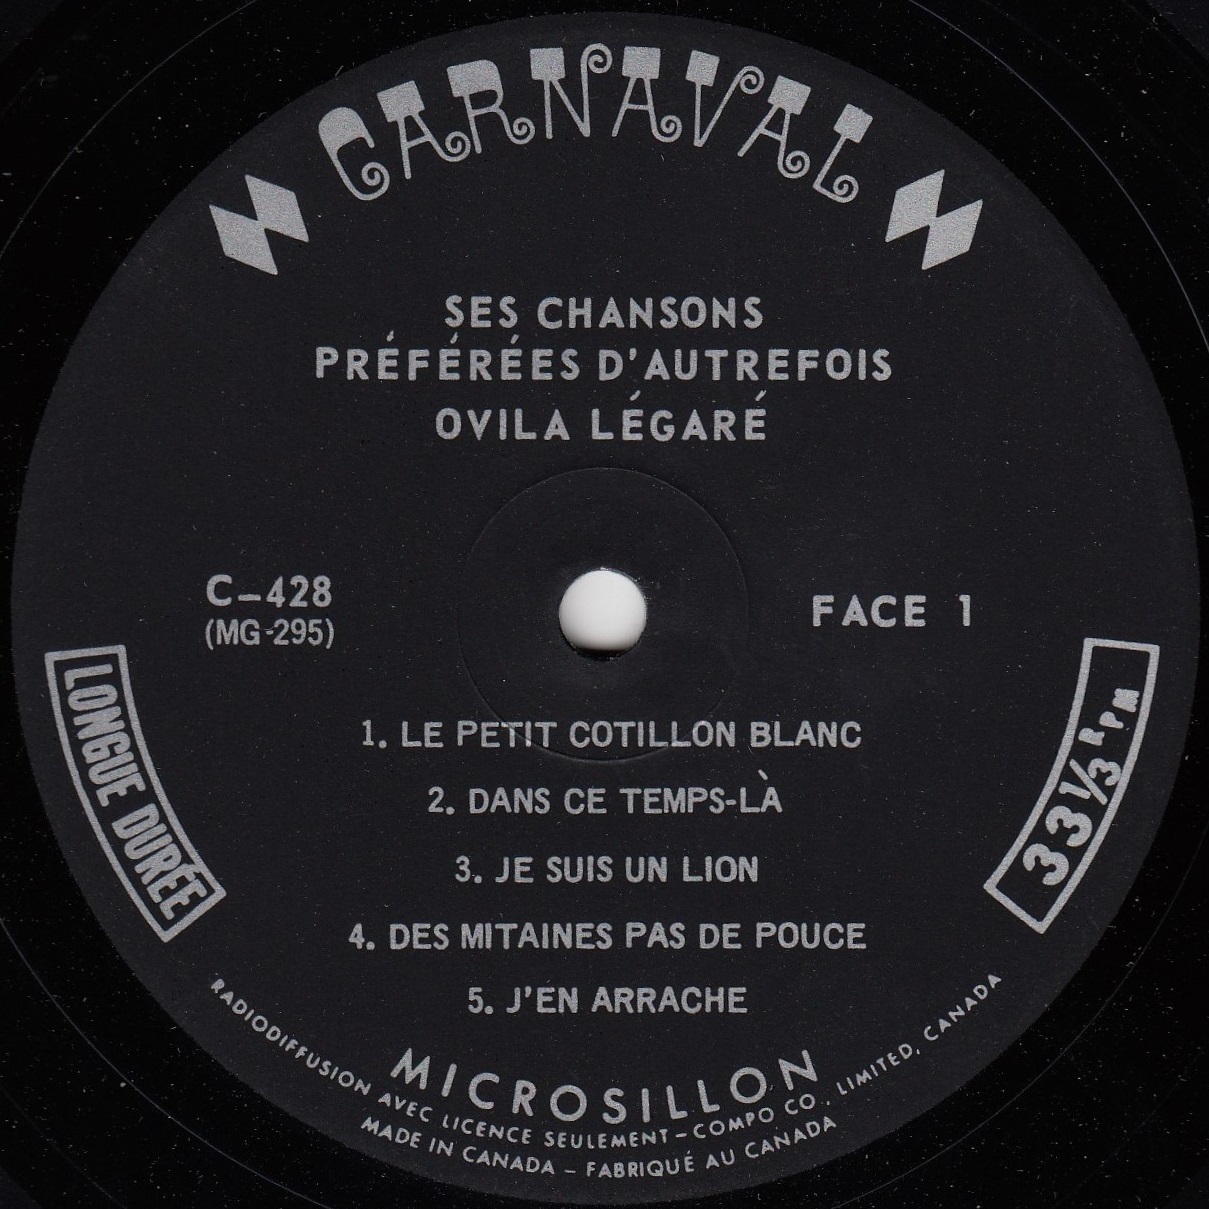 CARNAVAL
SES CHANSONS
PRÉFÉRÉES D'AUTREFOIS
OVILA LÉGARÉ
C-428
(MG-295)
FACE 1
LONGUE DURÉE
33⅓ RPM
1. LE PETIT COTILLON BLANC
2. DANS CE TEMPS-LÀ
3. JE SUIS UN LION
4. DES MITAINES PAS DE POUCE
5. J'EN ARRACHE
MICROSILLON
RADIODIFFUSION AVEC LICENCE SEULEMENT-COMPO CO., LIMITED, CANADA
MADE IN CANADA - FABRIQUÉ AU CANADA